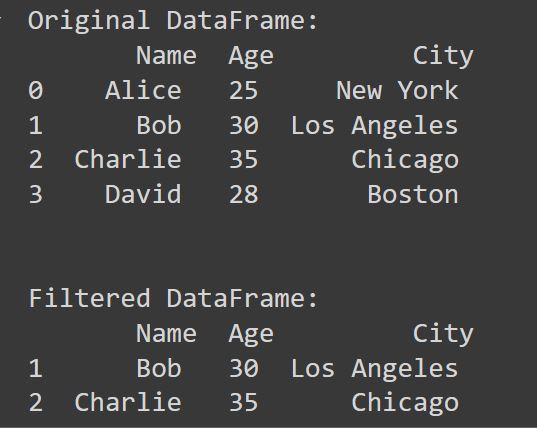 Original DataFrame:
Name Age City
0 Alice 25 New York
1 Bob 30 Los Angeles
2 Charlie 35 Chicago
3 David 28 Boston
Filtered DataFrame:
Name Age City
1 Bob 30 Los Angeles
2 Charlie 35 Chicago